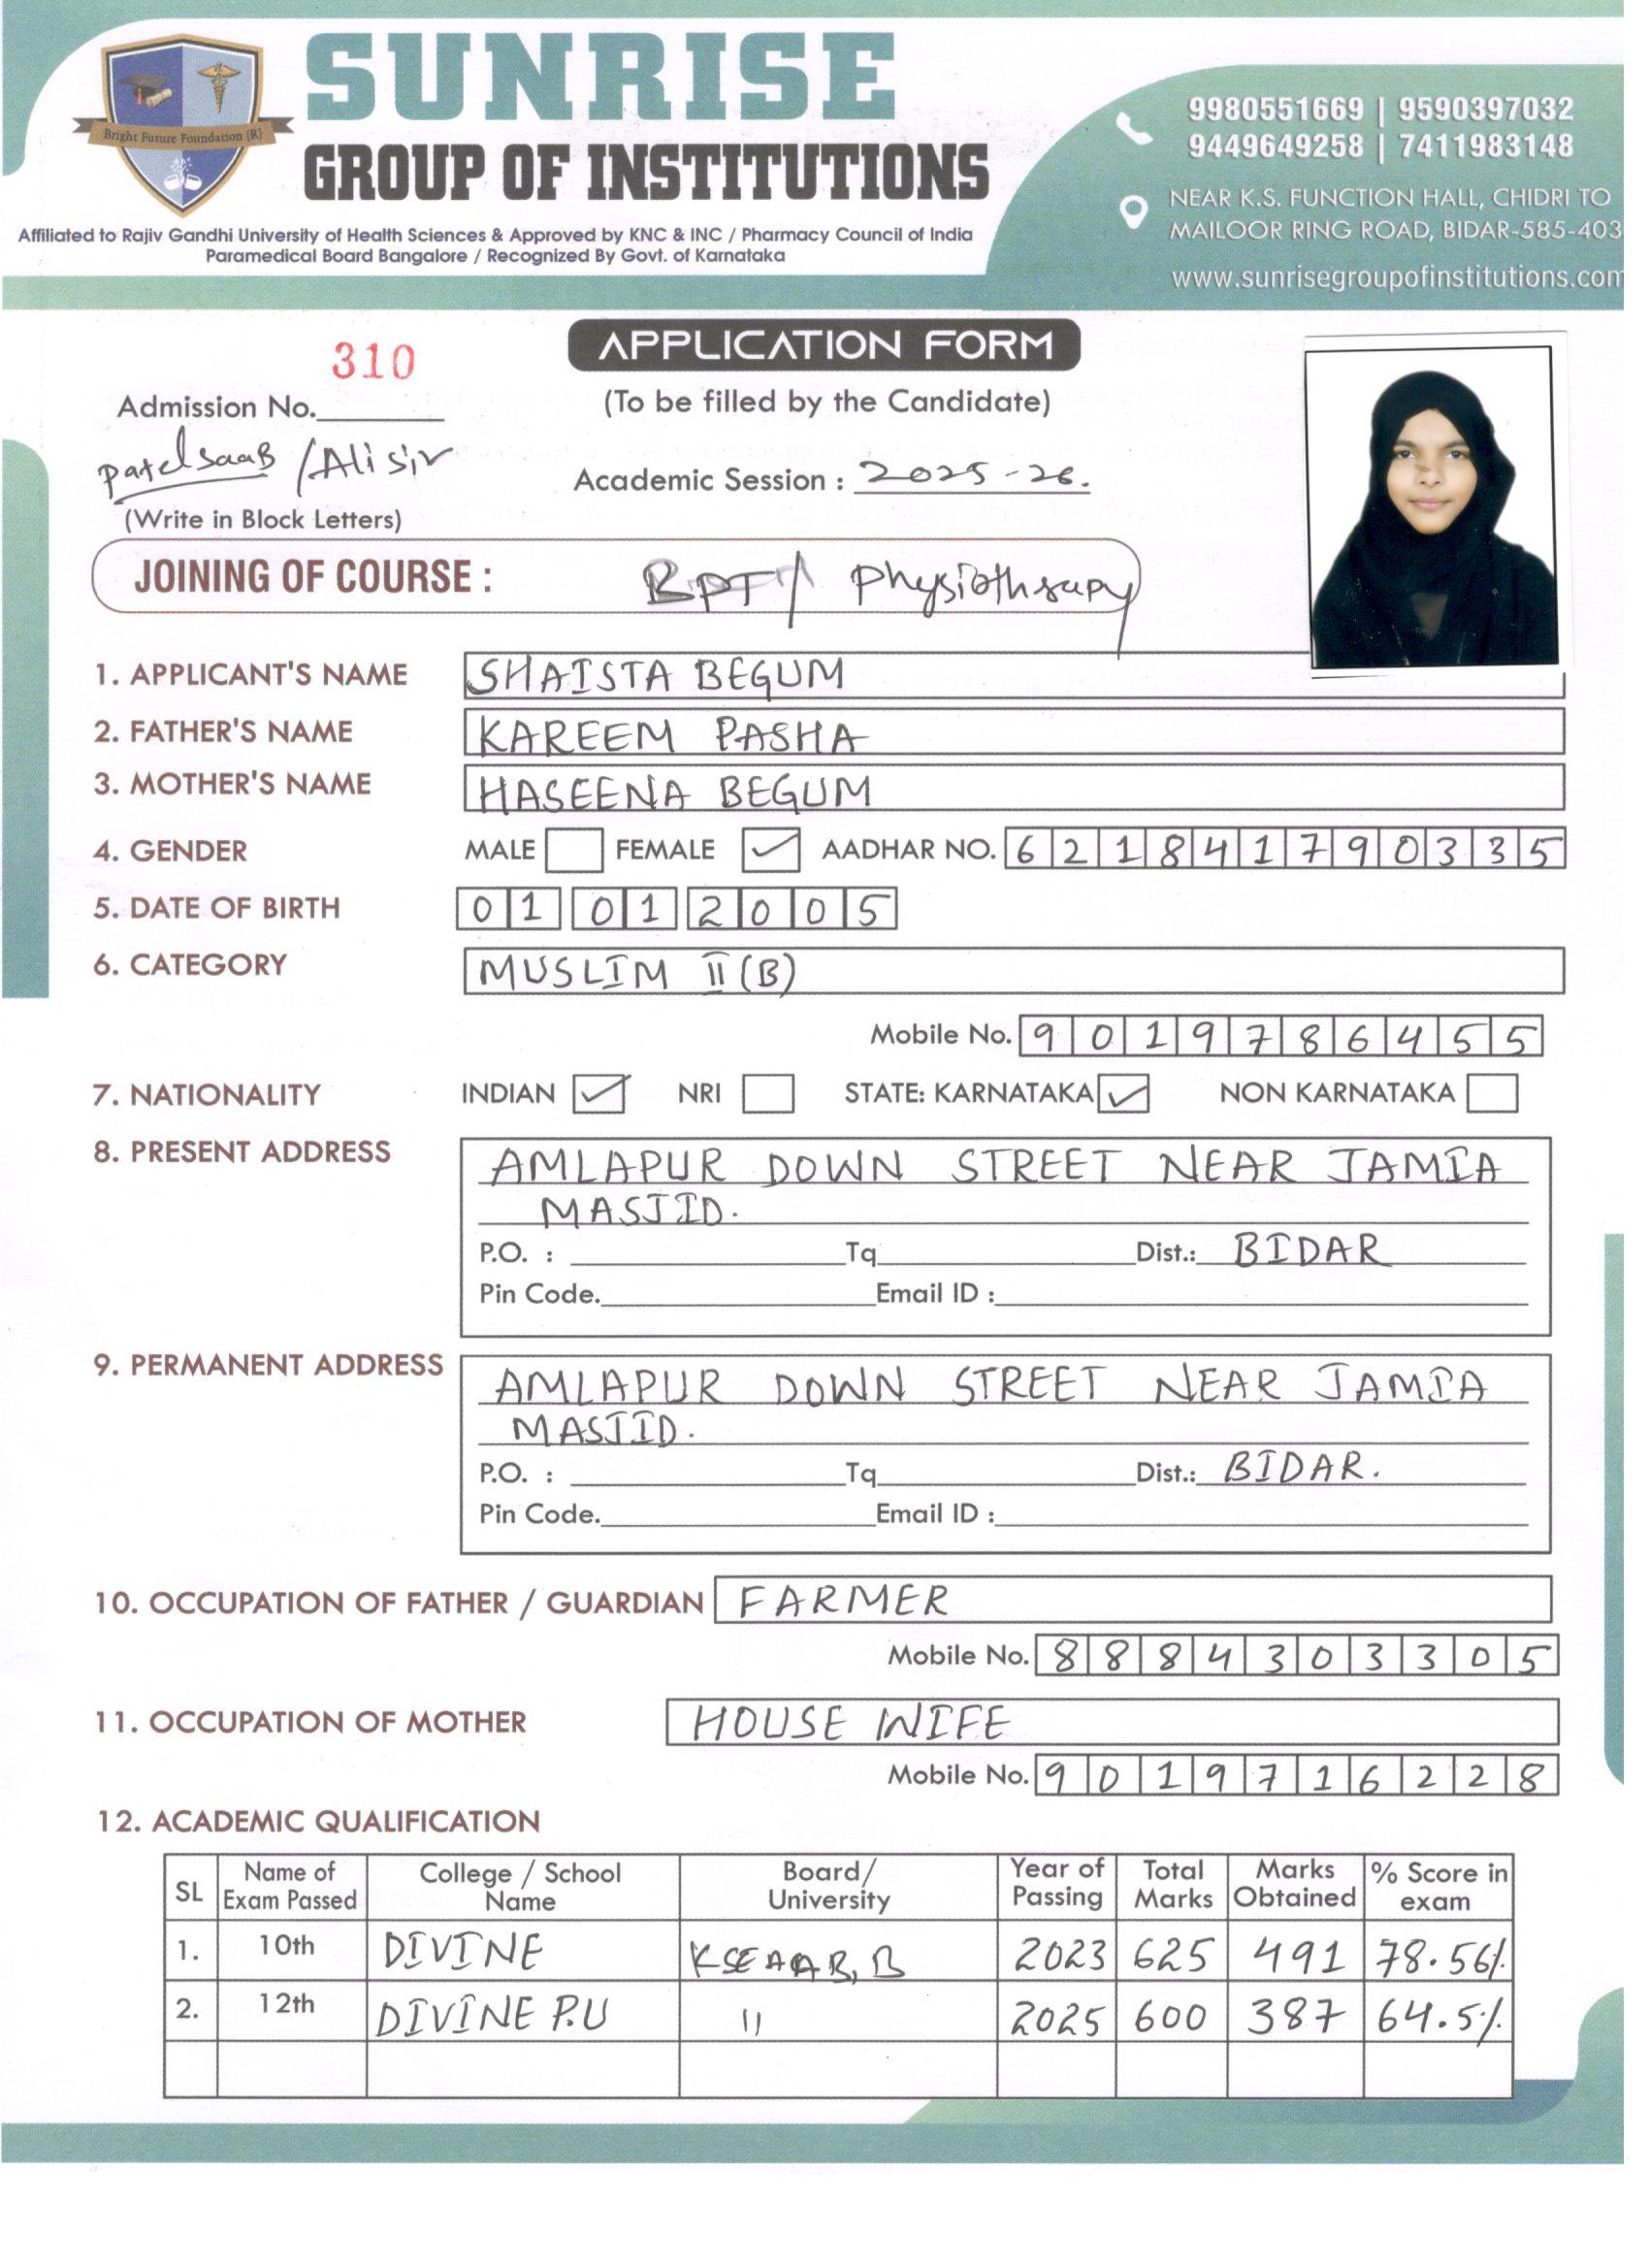 SUNRISE
GROUP OF INSTITUTIONS
Bright Future Foundation (R)
Affiliated to Rajiv Gandhi University of Health Sciences & Approved by KNC & INC / Pharmacy Council of India
Paramedical Board Bangalore / Recognized By Govt. of Karnataka
9980551669 | 9590397032
9449649258 | 7411983148
NEAR K.S. FUNCTION HALL, CHIDRI TO
MAILOOR RING ROAD, BIDAR-585-403
www.sunrisegroupofinstitutions.com
APPLICATION FORM
(To be filled by the Candidate)
310
Admission No.
Patel SaaB / Ali sir
Academic Session : 2025-26.
(Write in Block Letters)
JOINING OF COURSE : BPT / Physiotherapy
1. APPLICANT'S NAME SHAISTA BEGUM
2. FATHER'S NAME KAREEM PASHA
3. MOTHER'S NAME HASEENA BEGUM
4. GENDER MALE FEMALE ✓ AADHAR NO. 621841790335
5. DATE OF BIRTH 01 01 2005
6. CATEGORY MUSLIM II (B)
Mobile No. 9019786455
7. NATIONALITY INDIAN ✓ NRI STATE: KARNATAKA ✓ NON KARNATAKA
8. PRESENT ADDRESS AMLAPUR DOWN STREET NEAR JAMIA
MASJID.
P.O. : Tq Dist.: BIDAR
Pin Code. Email ID :
9. PERMANENT ADDRESS AMLAPUR DOWN STREET NEAR JAMIA
MASJID.
P.O. : Tq Dist.: BIDAR.
Pin Code. Email ID :
10. OCCUPATION OF FATHER / GUARDIAN FARMER
Mobile No. 8884303305
11. OCCUPATION OF MOTHER HOUSE WIFE
Mobile No. 9019716228
12. ACADEMIC QUALIFICATION
SL Name of Exam Passed College / School Name Board/ University Year of Passing Total Marks Marks Obtained % Score in exam
1. 10th DIVINE KSEAAB, B 2023 625 491 78.56%
2. 12th DIVINE P.U 11 2025 600 387 64.5%